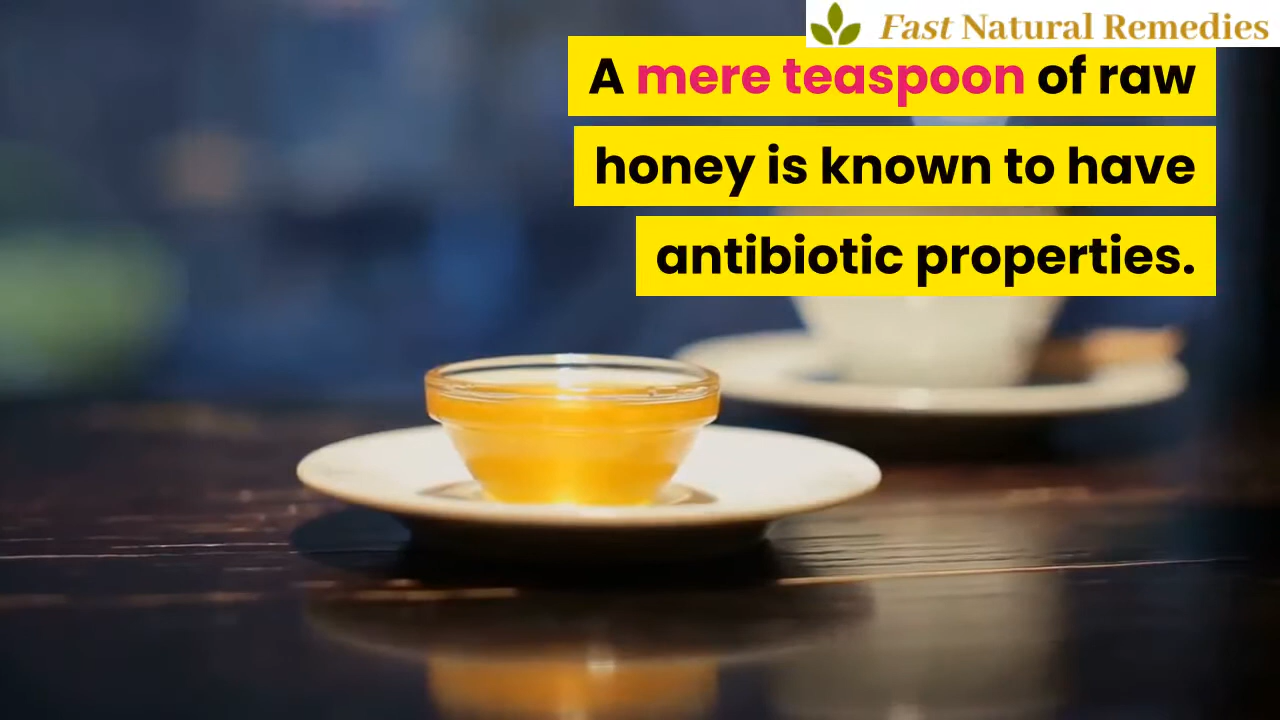 Fast Natural Remedies
A mere teaspoon of raw
honey is known to have
antibiotic properties.